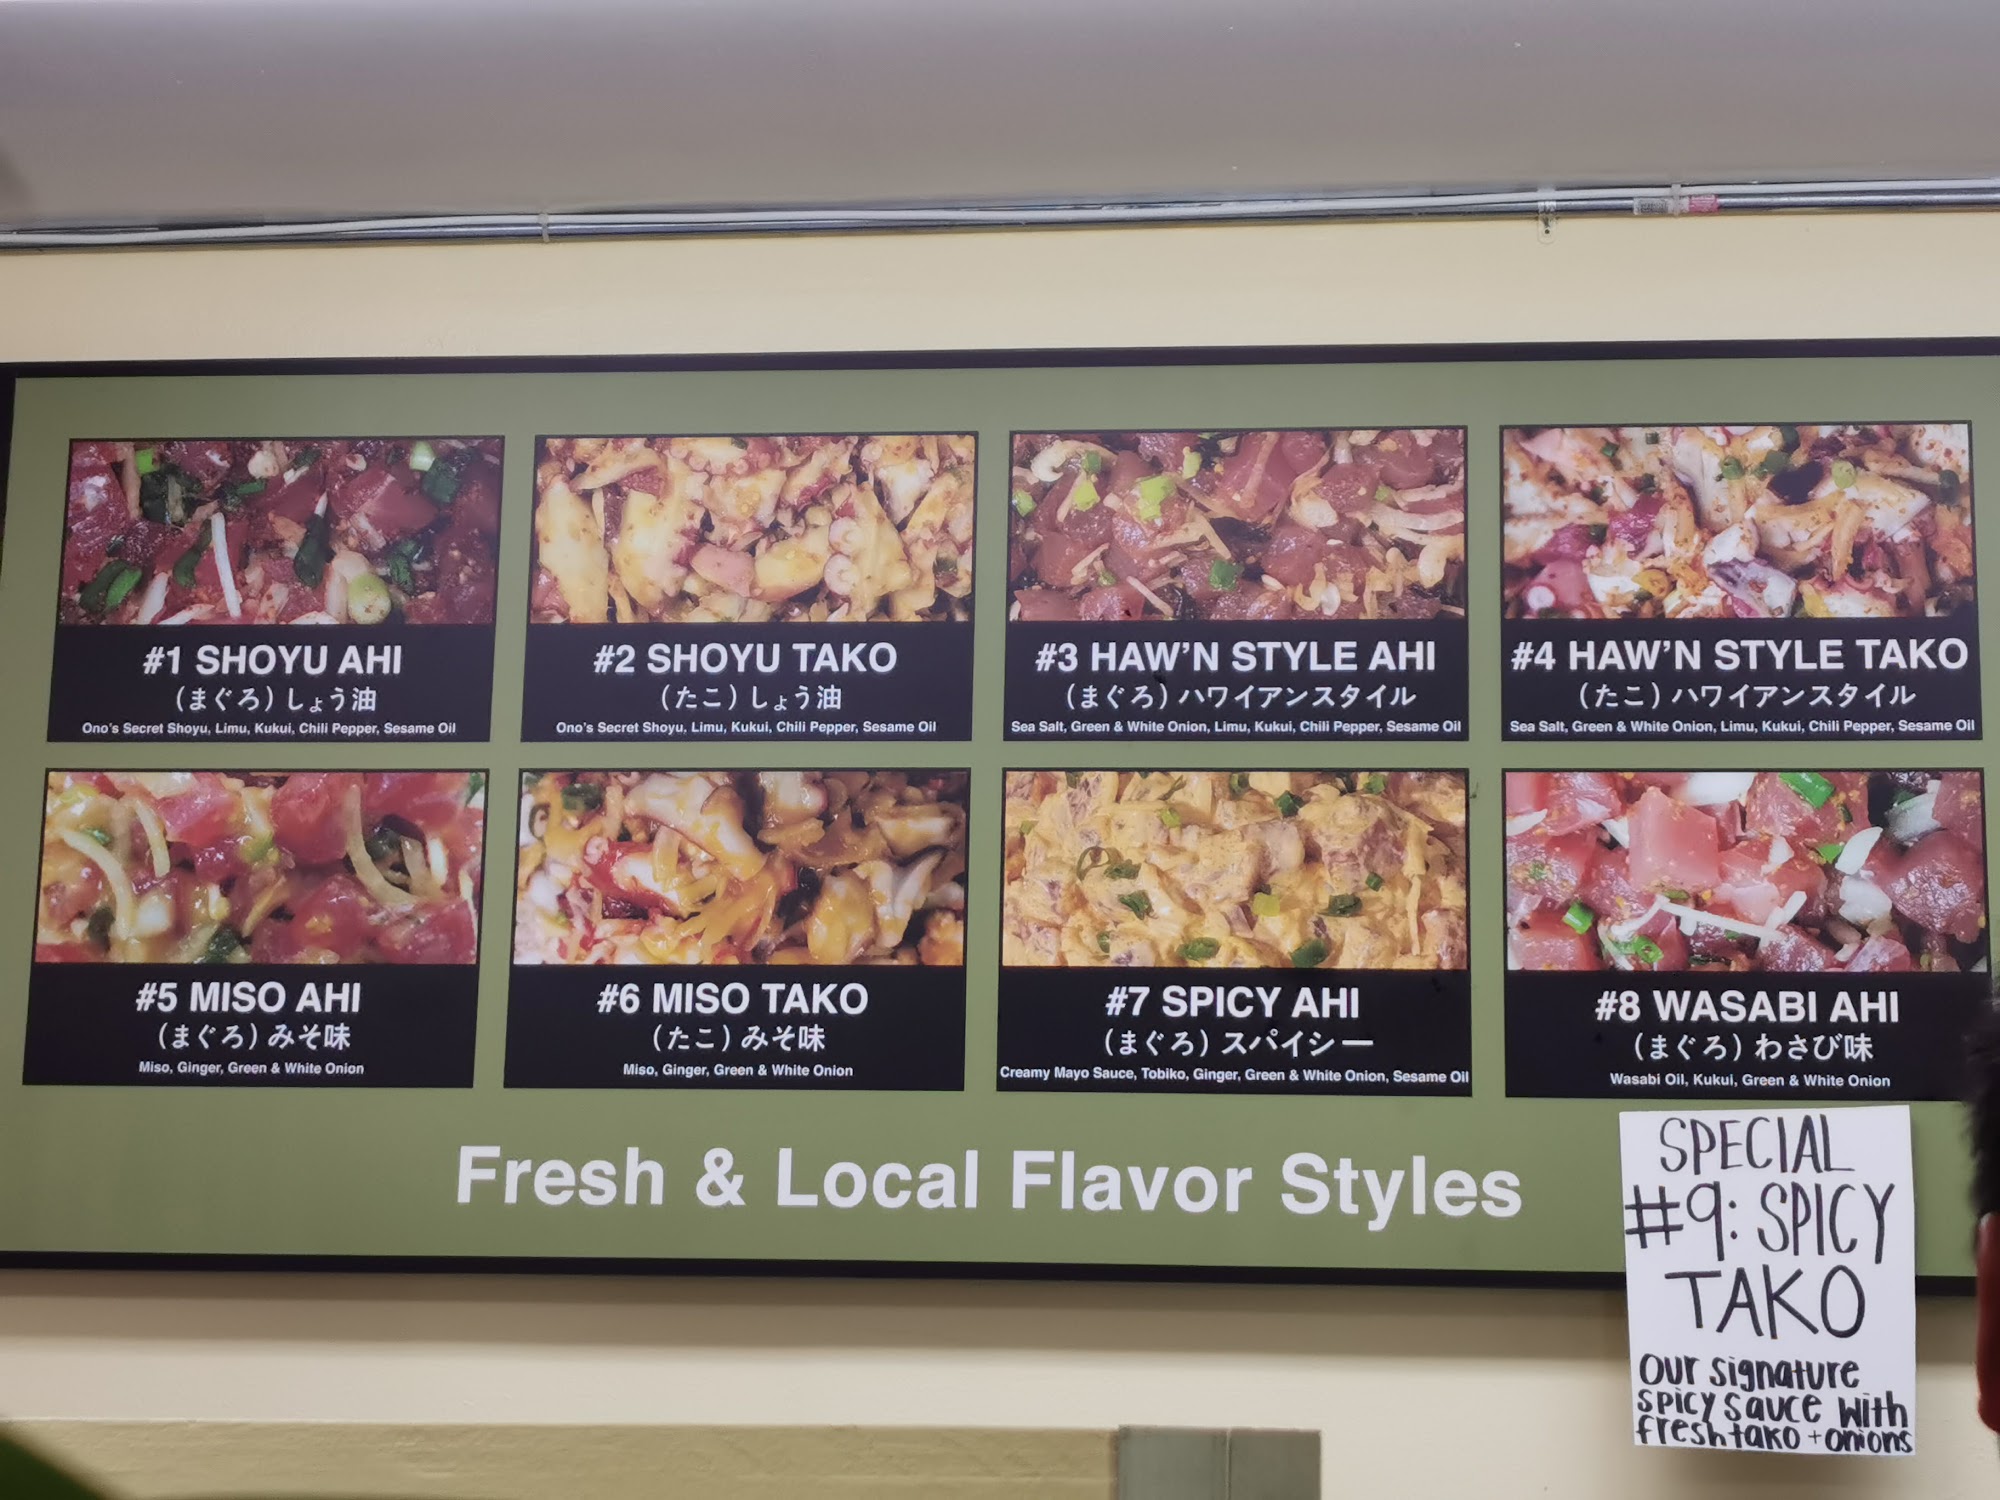 #1 SHOYU AHI
(まぐろ) しょう油
Ono's Secret Shoyu, Limu, Kukui, Chili Pepper, Sesame Oil
#2 SHOYU TAKO
(たこ) しょう油
Ono's Secret Shoyu, Limu, Kukui, Chili Pepper, Sesame Oil
#3 HAW'N STYLE AHI
(まぐろ) ハワイアンスタイル
Sea Salt, Green & White Onion, Limu, Kukui, Chili Pepper, Sesame Oil
#4 HAW'N STYLE TAKO
(たこ) ハワイアンスタイル
Sea Salt, Green & White Onion, Limu, Kukui, Chili Pepper, Sesame Oil
#5 MISO AHI
(まぐろ) みそ味
Miso, Ginger, Green & White Onion
#6 MISO TAKO
(たこ) みそ味
Miso, Ginger, Green & White Onion
#7 SPICY AHI
(まぐろ) スパイシー
Creamy Mayo Sauce, Tobiko, Ginger, Green & White Onion, Sesame Oil
#8 WASABI AHI
(まぐろ) わさび味
Wasabi Oil, Kukui, Green & White Onion
Fresh & Local Flavor Styles
SPECIAL
#9: SPICY
TAKO
our signature
spicy sauce with
fresh tako + onions